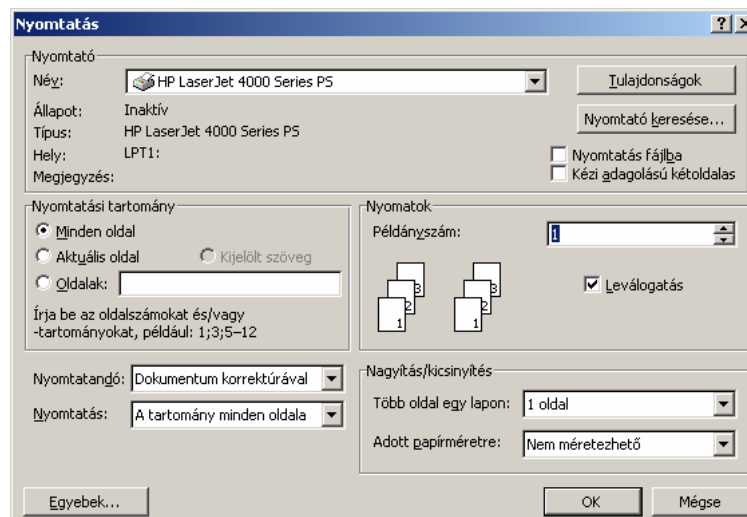 Nyomtatás
Nyomtató
Név: HP LaserJet 4000 Series PS Tulajdonságok
Állapot: Inaktív
Típus: HP LaserJet 4000 Series PS Nyomtató keresése...
Hely: LPT1: Nyomtatás fájlba
Megjegyzés: Kézi adagolású kétoldalas
Nyomtatási tartomány
Minden oldal
Aktuális oldal Kijelölt szöveg
Oldalak:
Írja be az oldalszámokat és/vagy
-tartományokat, például: 1;3;5–12
Nyomatok
Példányszám: 1
3 3
2 2
1 1
Leválogatás
Nyomtatandó: Dokumentum korrektúrával
Nyomtatás: A tartomány minden oldala
Nagyítás/kicsinyítés
Több oldal egy lapon: 1 oldal
Adott papírméretre: Nem méretezhető
Egyebek... OK Mégse